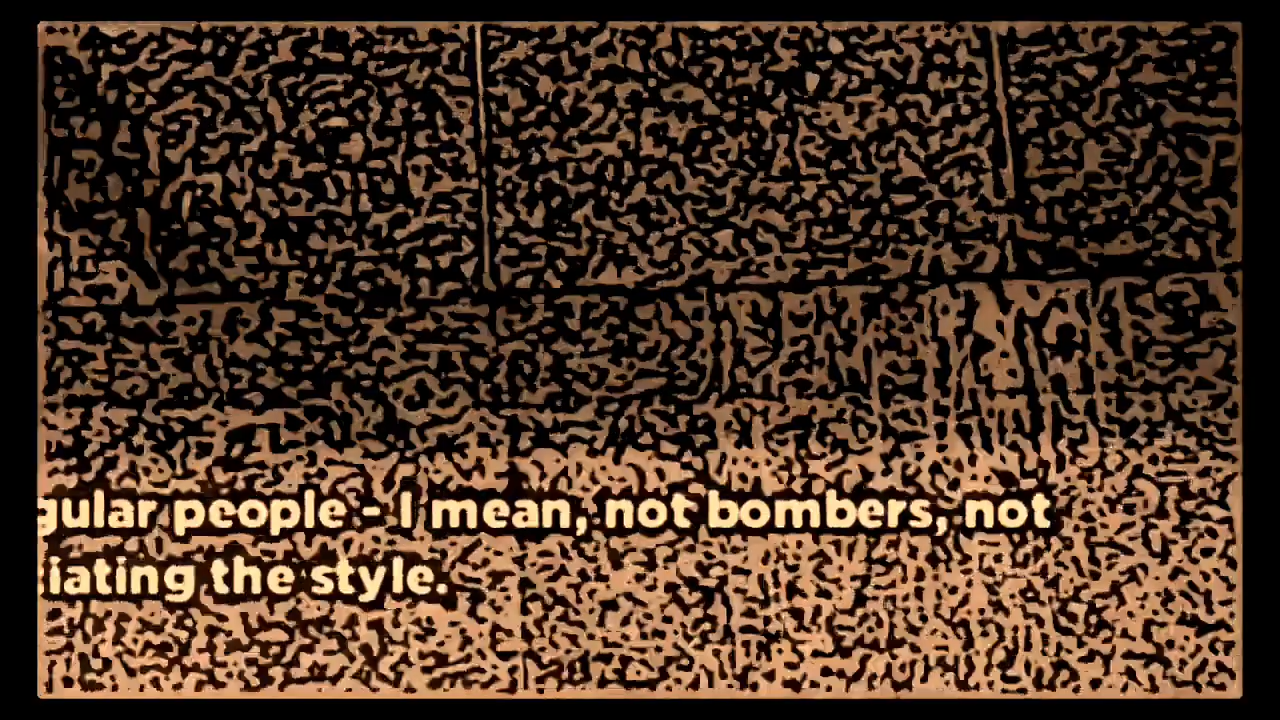 gular people - I mean, not bombers, not
iating the style.